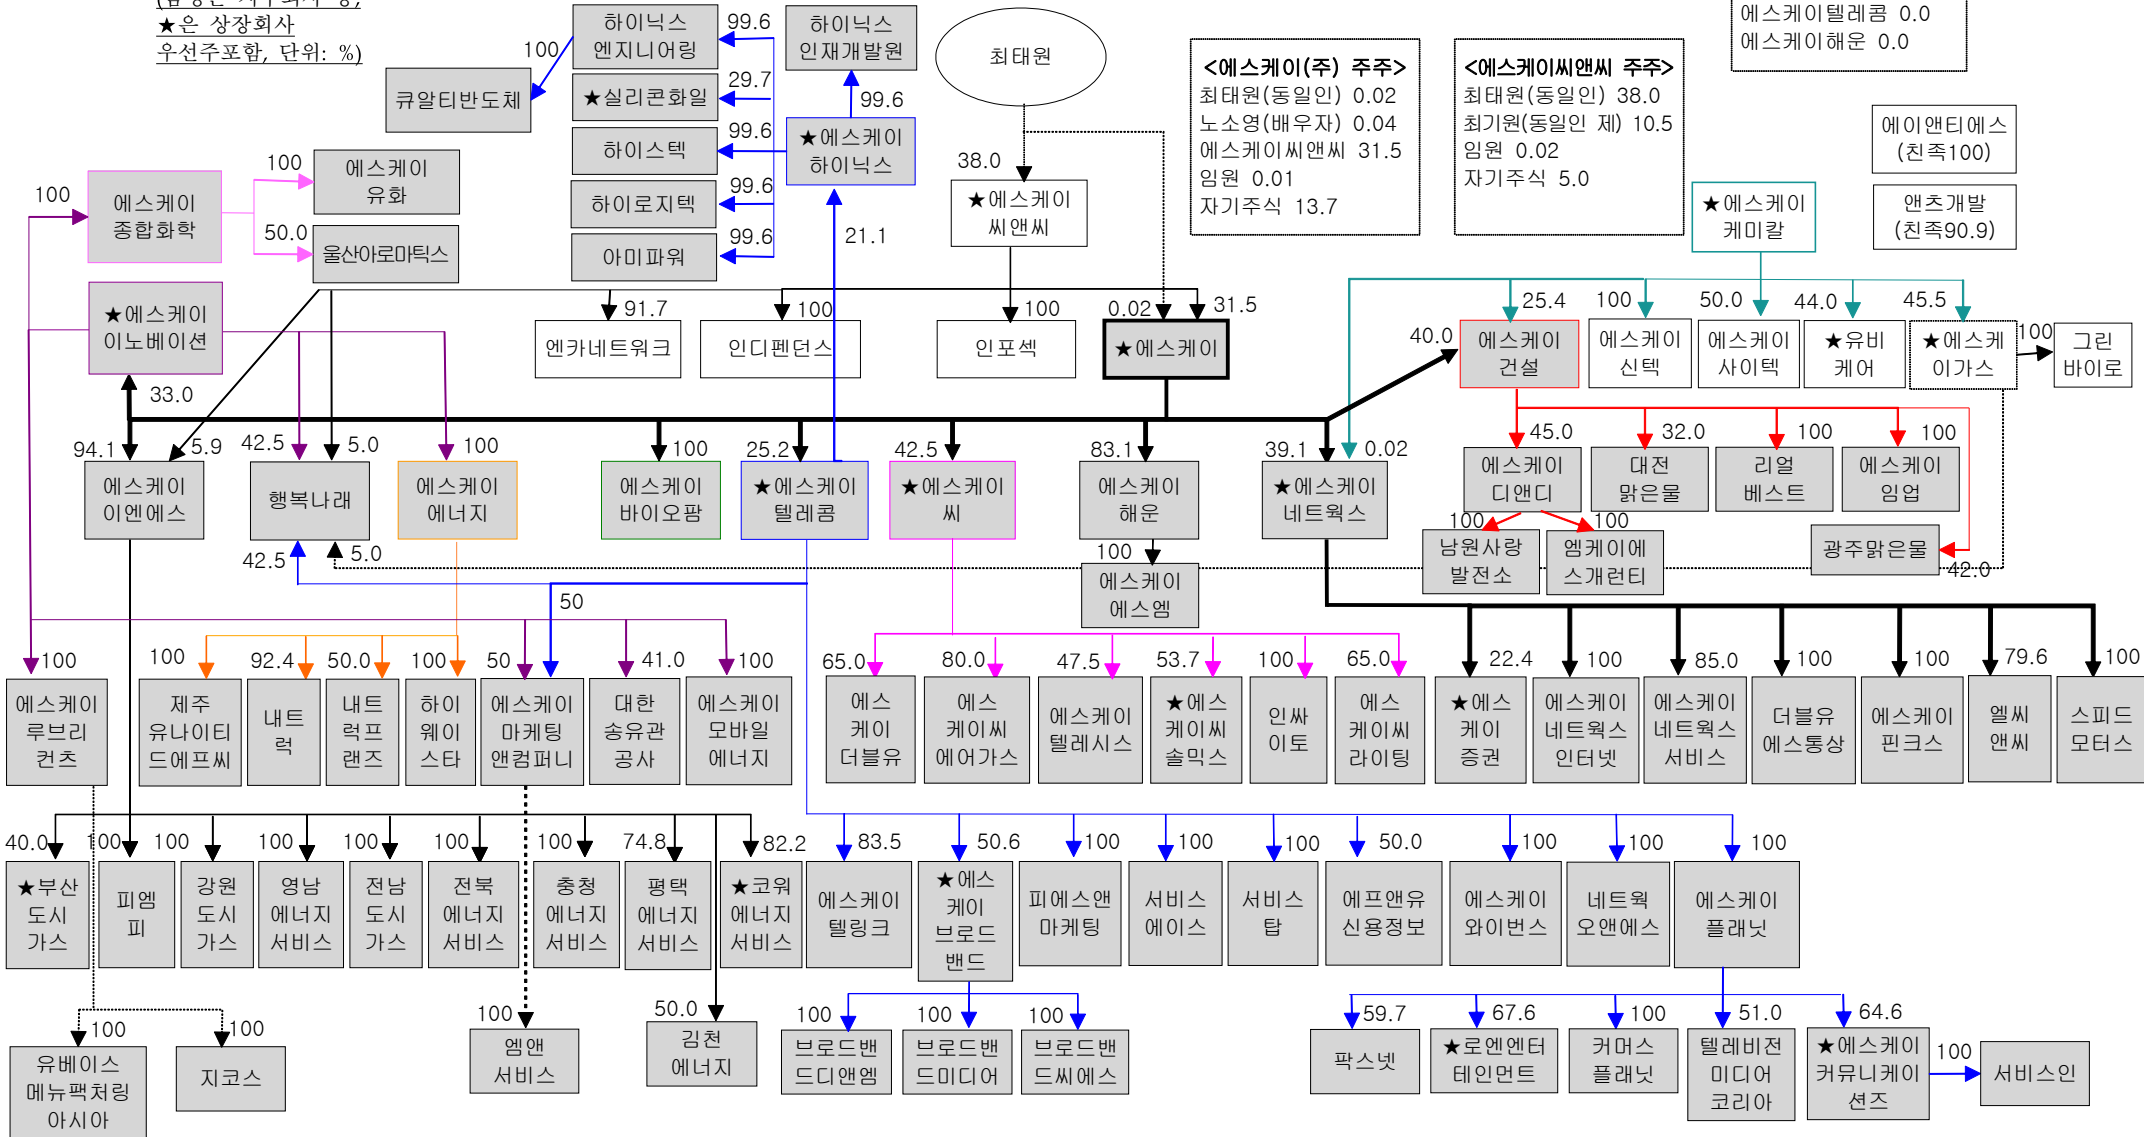 ★은 상장회사
우선주포함, 단위: %)
에스케이텔레콤 0.0
에스케이해운 0.0
<에스케이(주) 주주>
최태원(동일인) 0.02
노소영(배우자) 0.04
에스케이씨앤씨 31.5
임원 0.01
자기주식 13.7
<에스케이씨앤씨 주주>
최태원(동일인) 38.0
최기원(동일인 제) 10.5
임원 0.02
자기주식 5.0
에이앤티에스
(친족100)
앤츠개발
(친족90.9)
최태원
하이닉스
엔지니어링
99.6
하이닉스
인재개발원
100
큐알티반도체
★실리콘화일
29.7
99.6
하이스텍
99.6
★에스케이
하이닉스
하이로지텍
99.6
아미파워
99.6
21.1
38.0
★에스케이
씨앤씨
★에스케이
케미칼
100
에스케이
종합화학
100
에스케이
유화
50.0
울산아로마틱스
★에스케이
이노베이션
33.0
91.7
엔카네트워크
100
인디펜던스
100
인포섹
0.02
31.5
★에스케이
40.0
25.4
에스케이
건설
100
에스케이
신텍
50.0
에스케이
사이텍
44.0
★유비
케어
45.5
★에스케
이가스
100
그린
바이로
94.1
5.9
에스케이
이엔에스
42.5
5.0
행복나래
42.5
5.0
100
에스케이
에너지
100
에스케이
바이오팜
25.2
★에스케이
텔레콤
42.5
★에스케이
씨
83.1
에스케이
해운
100
에스케이
에스엠
39.1
0.02
★에스케이
네트웍스
45.0
에스케이
디앤디
32.0
대전
맑은물
100
리얼
베스트
100
에스케이
임업
100
남원사랑
발전소
100
엠케이에
스개런티
광주맑은물
42.0
50
100
에스케이
루브리
컨츠
100
제주
유나이티
드에프씨
92.4
내트
럭
50.0
내트
럭프
랜즈
100
하이
웨이
스타
50
에스케이
마케팅
앤컴퍼니
41.0
대한
송유관
공사
100
에스케이
모바일
에너지
65.0
에스
케이
더블유
80.0
에스
케이씨
에어가스
47.5
에스케이
텔레시스
53.7
★에스
케이씨
솔믹스
100
인싸
이토
65.0
에스
케이씨
라이팅
22.4
★에스
케이
증권
100
에스케이
네트웍스
인터넷
85.0
에스케이
네트웍스
서비스
100
더블유
에스통상
100
에스케이
핀크스
79.6
엘씨
앤씨
100
스피드
모터스
40.0
★부산
도시
가스
100
피엠
피
100
강원
도시
가스
100
영남
에너지
서비스
100
전남
도시
가스
100
전북
에너지
서비스
100
충청
에너지
서비스
74.8
평택
에너지
서비스
82.2
★코원
에너지
서비스
83.5
에스케이
텔링크
50.6
★에스
케이
브로드
밴드
100
피에스앤
마케팅
100
서비스
에이스
100
서비스
탑
50.0
에프앤유
신용정보
100
에스케이
와이번스
100
네트웍
오앤에스
100
에스케이
플래닛
100
유베이스
메뉴팩처링
아시아
100
지코스
100
엠앤
서비스
50.0
김천
에너지
100
브로드밴
드디앤엠
100
브로드밴
드미디어
100
브로드밴
드씨에스
59.7
팍스넷
67.6
★로엔엔터
테인먼트
100
커머스
플래닛
51.0
텔레비전
미디어
코리아
64.6
★에스케이
커뮤니케이
션즈
100
서비스인